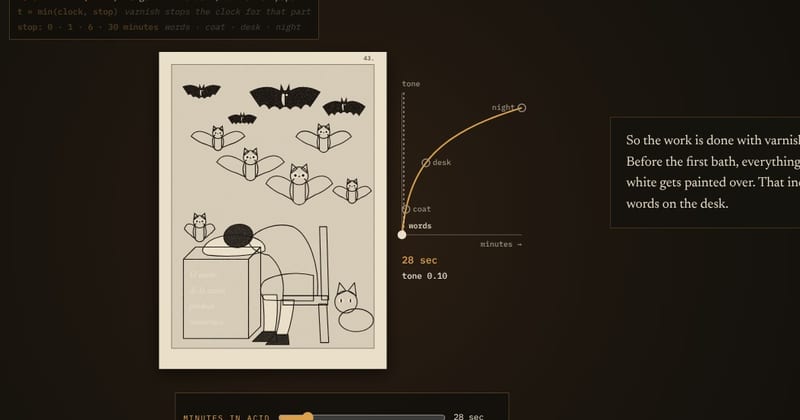 t = min(clock, stop) varnish stops the clock for that part
stop: 0 · 1 · 6 · 30 minutes words · coat · desk · night
43.
tone
night
desk
coat
words
minutes →
28 sec
tone 0.10
So the work is done with varnish
Before the first bath, everything
white gets painted over. That
words on the desk.
MINUTES IN ACID 28 sec